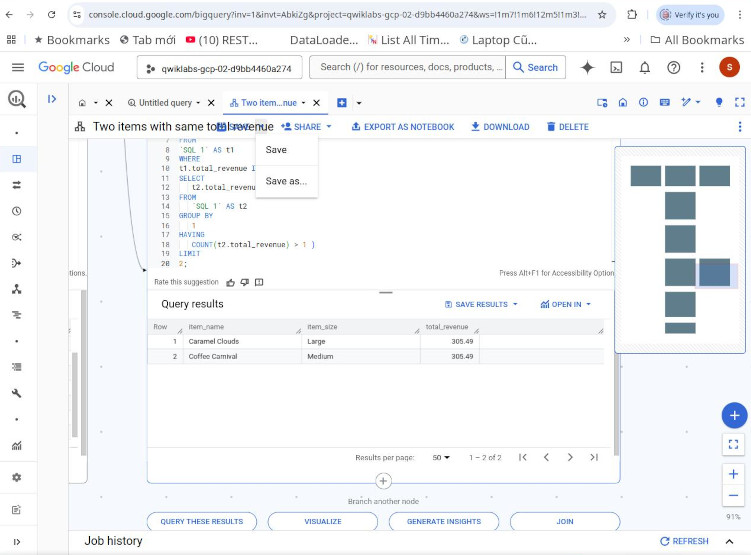 console.cloud.google.com/bigquery?inv=1&invt=AbkiZg&project=qwiklabs-gcp-02-d9bb4460a274&ws=!1m7!1m6!12m5!1m3!...
Verify it's you
Bookmarks Tab mới (10) REST... DataLoade... List All Tim... Laptop Cũ... » All Bookmarks
Google Cloud qwiklabs-gcp-02-d9bb4460a274 Search (/) for resources, docs, products, ... Search S
Untitled query Two item...nue
Two items with same total revenue SHARE EXPORT AS NOTEBOOK DOWNLOAD DELETE
Save
Save as...
7 FROM
8 `SQL 1` AS t1
9 WHERE
10 t1.total_revenue I
11 SELECT
12 t2.total_revenu
13 FROM
14 `SQL 1` AS t2
15 GROUP BY
16 1
17 HAVING
18 COUNT(t2.total_revenue) > 1 )
19 LIMIT
20 2;
tions.
Rate this suggestion
Press Alt+F1 for Accessibility Option
Query results SAVE RESULTS OPEN IN
Row item_name item_size total_revenue
1 Caramel Clouds Large 305.49
2 Coffee Carnival Medium 305.49
Results per page: 50 1 – 2 of 2
Branch another node
QUERY THESE RESULTS VISUALIZE GENERATE INSIGHTS JOIN
91%
Job history REFRESH